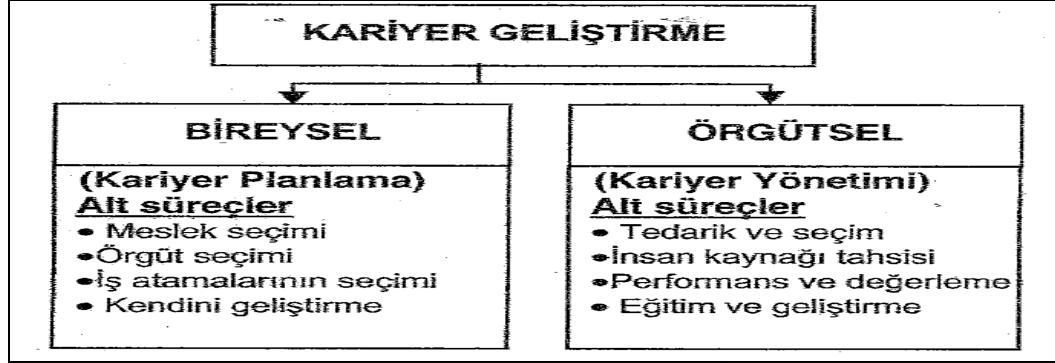 KARİYER GELİŞTİRME
BİREYSEL
(Kariyer Planlama)
Alt süreçler
• Meslek seçimi
•Örgüt seçimi
•İş atamalarının seçimi
• Kendini geliştirme
ÖRGÜTSEL
(Kariyer Yönetimi)
Alt süreçler
• Tedarik ve seçim
•İnsan kaynağı tahsisi
•Performans ve değerleme
• Eğitim ve geliştirme